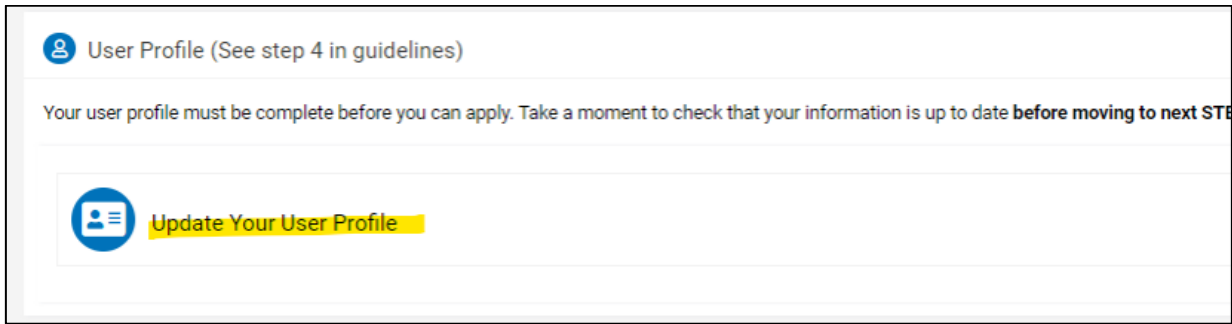 User Profile (See step 4 in guidelines)
Your user profile must be complete before you can apply. Take a moment to check that your information is up to date before moving to next
Update Your User Profile